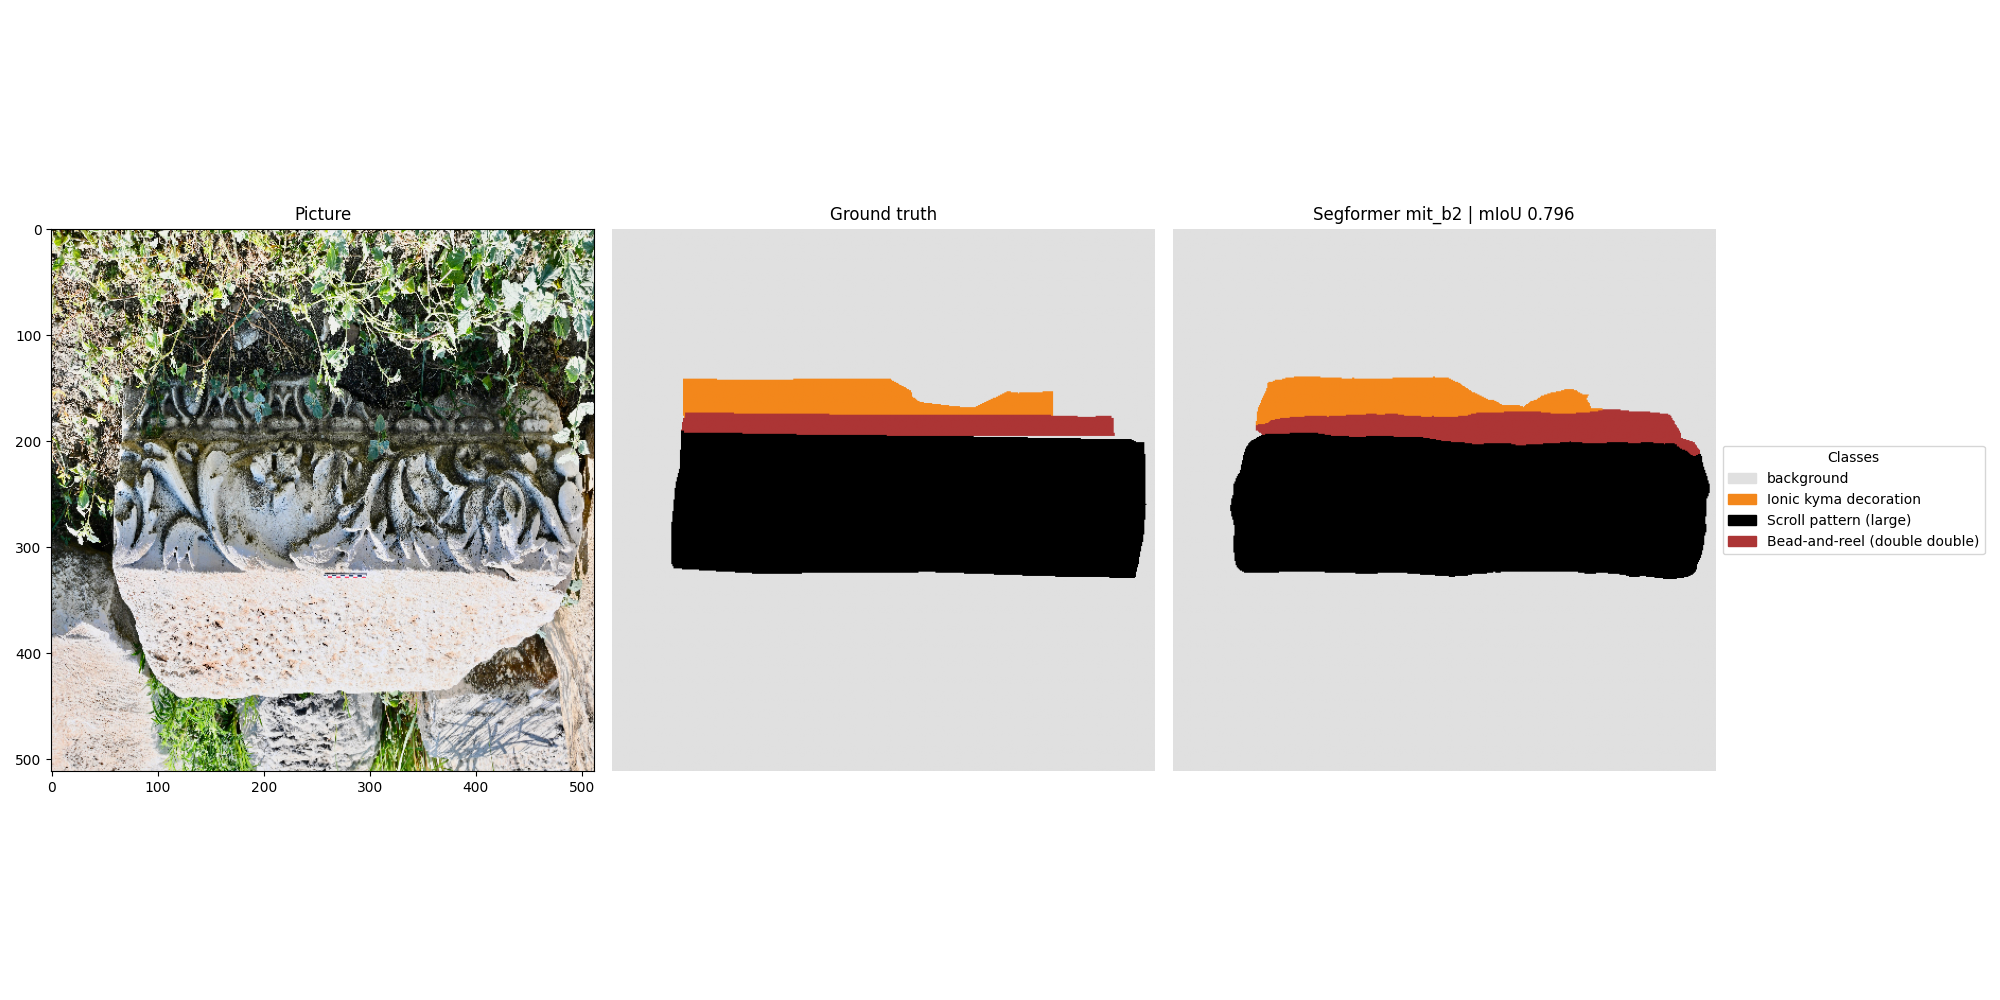 Picture
Ground truth
Segformer mit_b2 | mIoU 0.796
0
100
200
300
400
500
0 100 200 300 400 500
Classes
background
Ionic kyma decoration
Scroll pattern (large)
Bead-and-reel (double double)